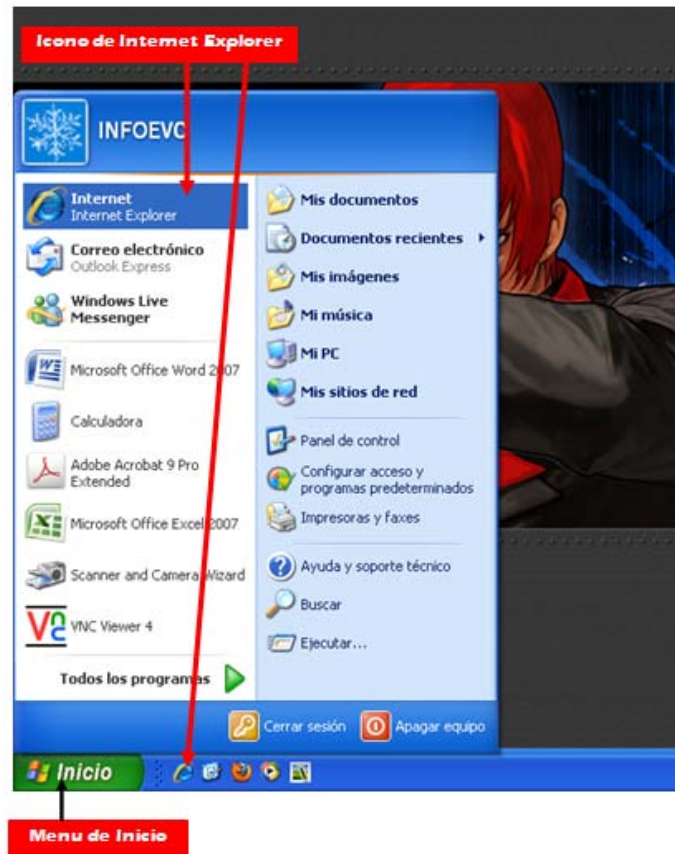 Icono de Internet Explorer
INFOEVC
Internet
Internet Explorer
Correo electrónico
Outlook Express
Windows Live
Messenger
Microsoft Office Word 2007
Calculadora
Adobe Acrobat 9 Pro
Extended
Microsoft Office Excel 2007
Scanner and Camera Wizard
VNC Viewer 4
Todos los programas
Mis documentos
Documentos recientes
Mis imágenes
Mi música
Mi PC
Mis sitios de red
Panel de control
Configurar acceso y
programas predeterminados
Impresoras y faxes
Ayuda y soporte técnico
Buscar
Ejecutar...
Cerrar sesión
Apagar equipo
Inicio
Menu de Inicio